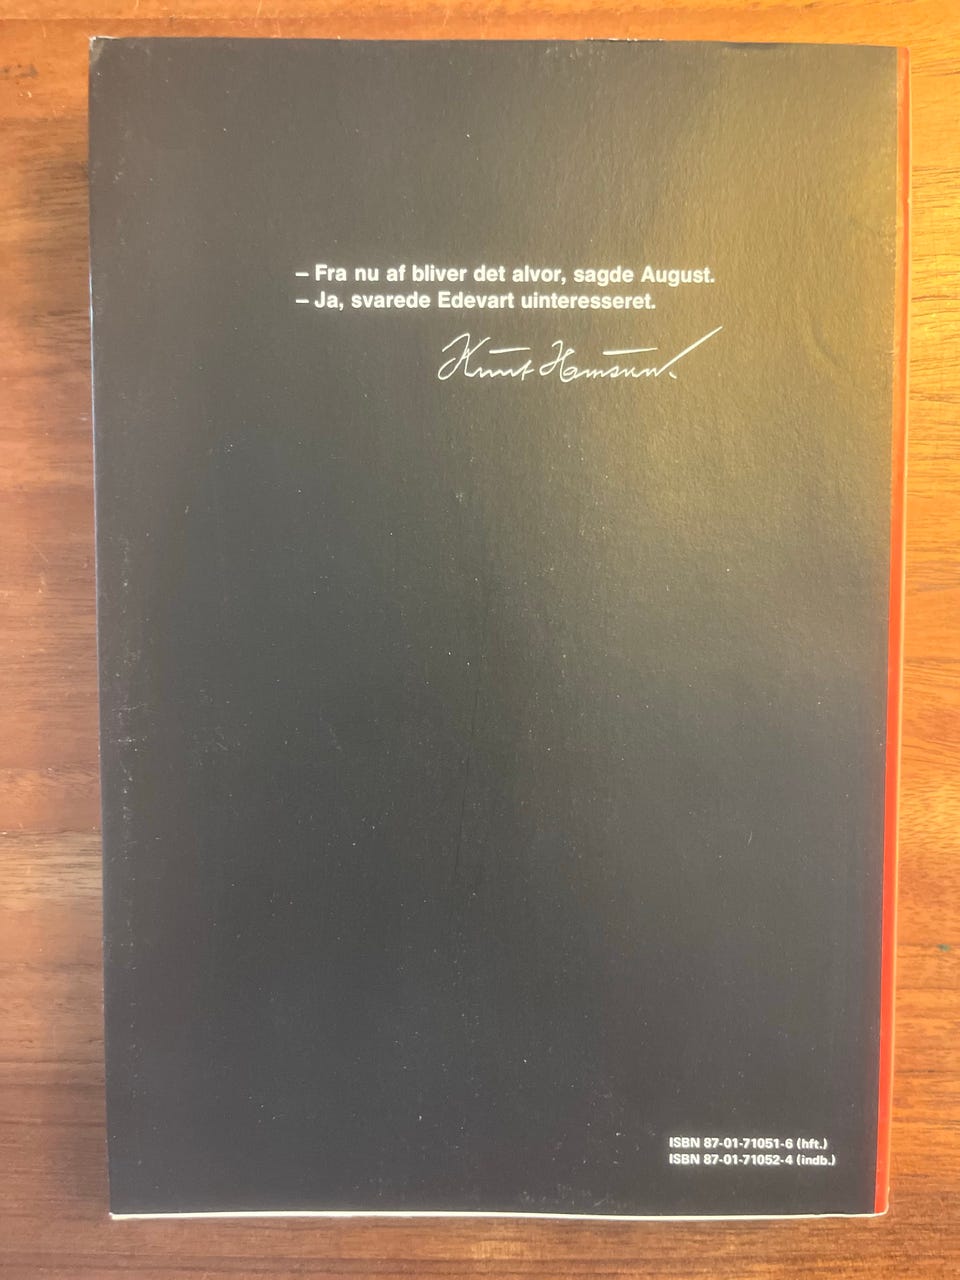 – Fra nu af bliver det alvor, sagde August.
– Ja, svarede Edevart uinteresseret.
Knut Hamsun.
ISBN 87-01-71051-6 (hft.)
ISBN 87-01-71052-4 (indb.)